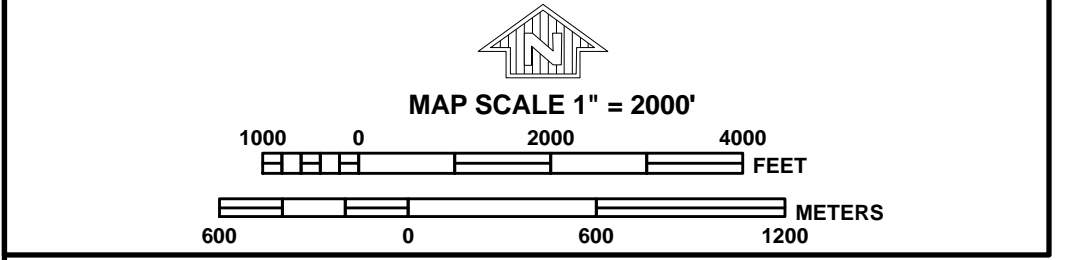 N
MAP SCALE 1" = 2000'
1000 0 2000 4000
FEET
METERS
600 0 600 1200